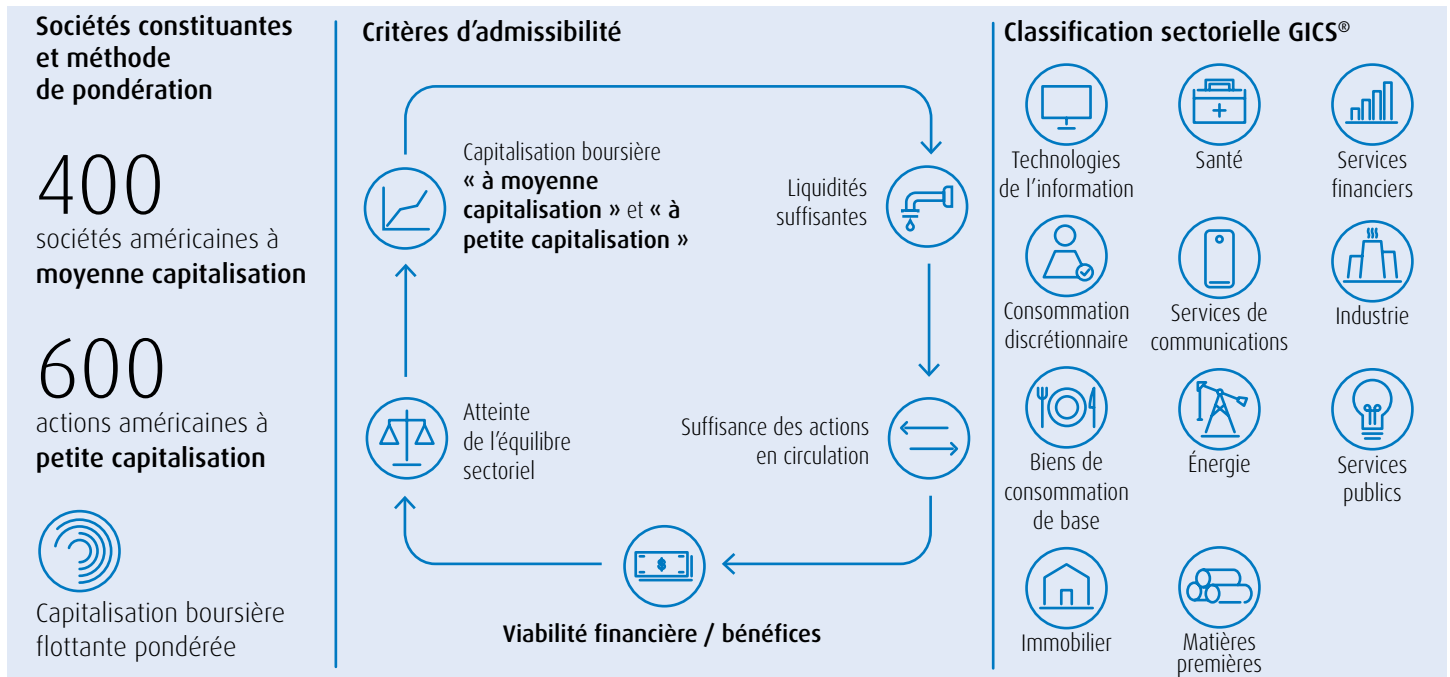 Sociétés constituantes
et méthode
de pondération
400
sociétés américaines à
moyenne capitalisation
600
actions américaines à
petite capitalisation
Capitalisation boursière
flottante pondérée
Critères d’admissibilité
Capitalisation boursière
« à moyenne
capitalisation » et « à
petite capitalisation »
Liquidités
suffisantes
Suffisance des actions
en circulation
$
Viabilité financière / bénéfices
Atteinte
de l’équilibre
sectoriel
Classification sectorielle GICS®
Technologies
de l’information
Santé
Services
financiers
Consommation
discrétionnaire
Services de
communications
Industrie
Biens de
consommation
de base
Énergie
Services
publics
Immobilier
Matières
premières